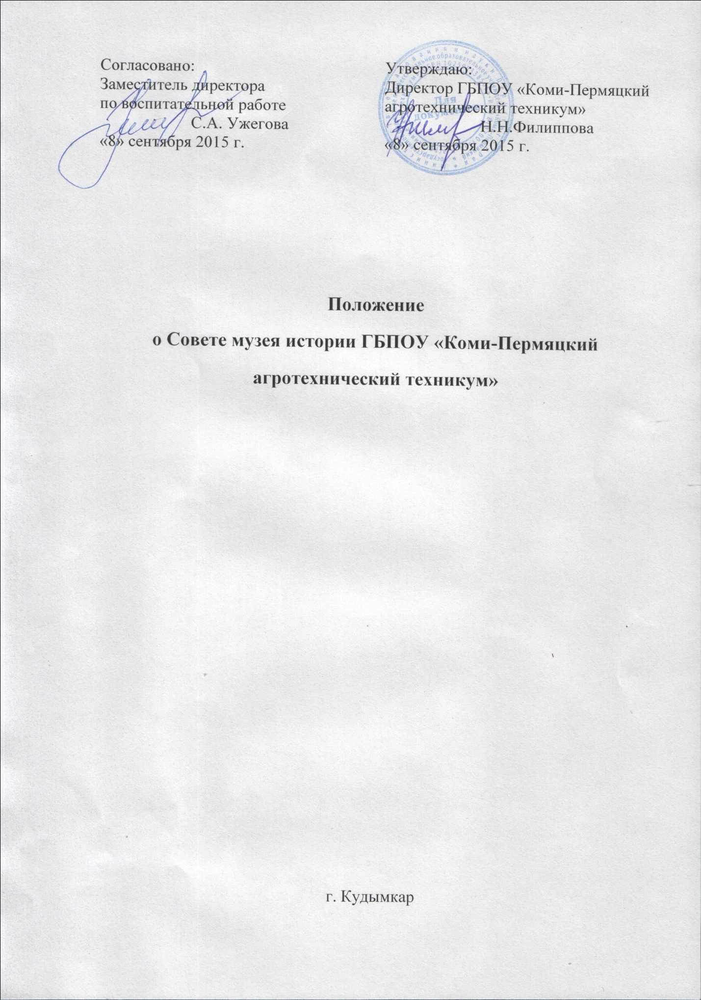 Согласовано:
Заместитель директора
по воспитательной работе
С.А. Ужегова
«8» сентября 2015 г.
Утверждаю:
Директор ГБПОУ «Коми-Пермяцкий
агротехнический техникум»
Н.Н.Филиппова
«8» сентября 2015 г.
Для
документов
Положение
о Совете музея истории ГБПОУ «Коми-Пермяцкий
агротехнический техникум»
г. Кудымкар